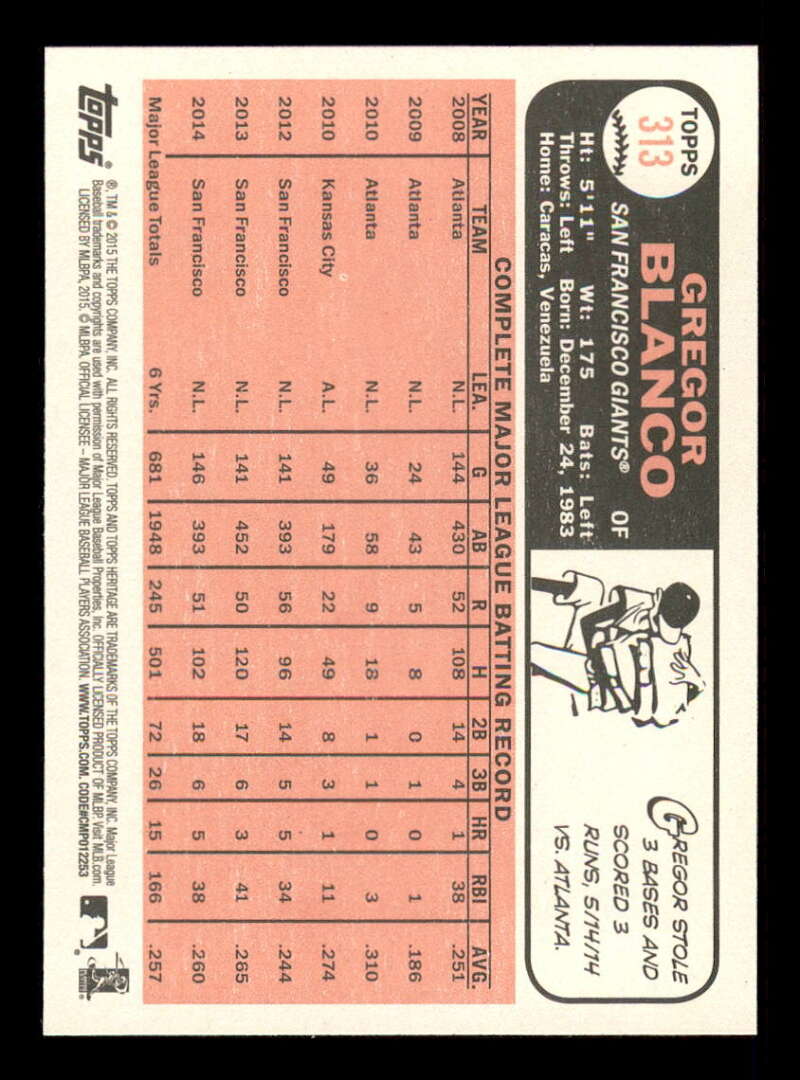 TOPPS
313
GREGOR
BLANCO
OF
SAN FRANCISCO GIANTS®
Ht: 5'11" Wt: 175 Bats: Left
Throws: Left Born: December 24, 1983
Home: Caracas, Venezuela
GREGOR STOLE
3 BASES AND
SCORED 3
RUNS, 5/14/14
VS. ATLANTA.
COMPLETE MAJOR LEAGUE BATTING RECORD
YEAR TEAM LEA. G AB R H 2B 3B HR RBI AVG.
2008 Atlanta N.L. 144 430 52 108 14 4 1 38 .251
2009 Atlanta N.L. 24 43 5 8 0 1 0 1 .186
2010 Atlanta N.L. 36 58 9 18 1 1 0 3 .310
2010 Kansas City A.L. 49 179 22 49 8 3 1 11 .274
2012 San Francisco N.L. 141 393 56 96 14 5 5 34 .244
2013 San Francisco N.L. 141 452 50 120 17 6 3 41 .265
2014 San Francisco N.L. 146 393 51 102 18 6 5 38 .260
Major League Totals 6 Yrs. 681 1948 245 501 72 26 15 166 .257
topps®
®, TM & © 2015 THE TOPPS COMPANY, INC. ALL RIGHTS RESERVED. TOPPS AND TOPPS HERITAGE ARE TRADEMARKS OF THE TOPPS COMPANY, INC. Major League
Baseball trademarks and copyrights are used with permission of Major League Baseball Properties, Inc. OFFICIALLY LICENSED PRODUCT OF MLBP. Visit MLB.com.
LICENSED BY MLBPA, 2015. © MLBPA. OFFICIAL LICENSEE – MAJOR LEAGUE BASEBALL PLAYERS ASSOCIATION. WWW.TOPPS.COM. CODE#CMP012253